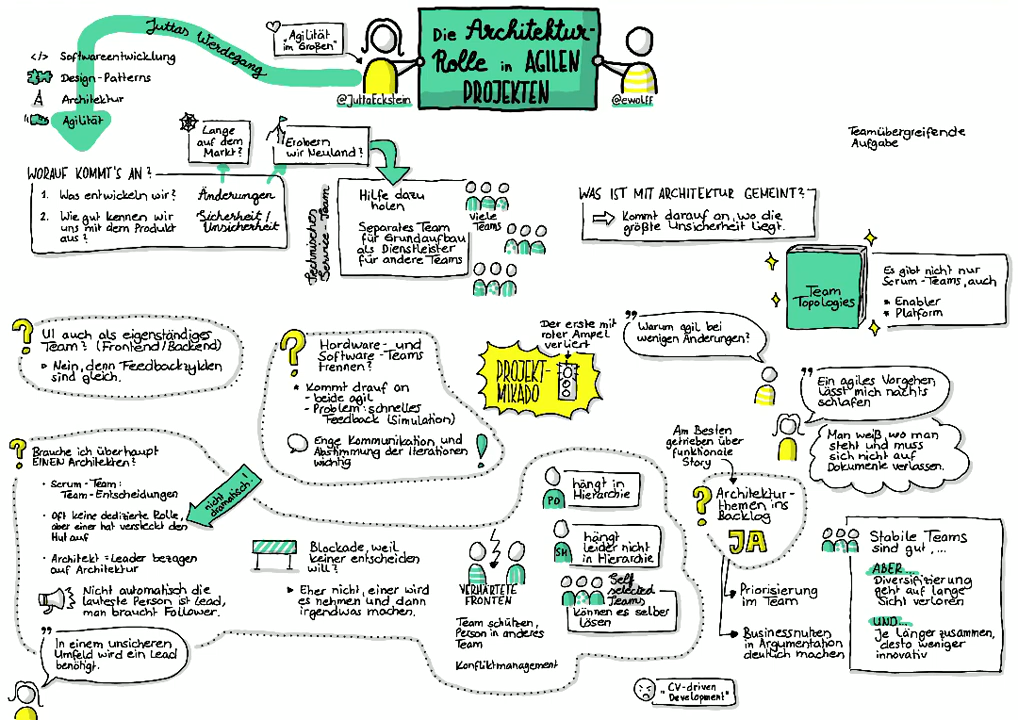 Juttas Werdegang
</> Softwareentwicklung
Design-Patterns
Architektur
Agilität
"Agilität
im Großen"
@JuttaEckstein
Die Architektur-
Rolle in AGILEN
PROJEKTEN
@ewolff
Teamübergreifende
Aufgabe
WORAUF KOMMT'S AN?
1. Was entwickeln wir?
Änderungen
2. Wie gut kennen wir
uns mit dem Produkt
aus?
Sicherheit/
Unsicherheit
Lange
auf dem
Markt?
Erobern
wir Neuland?
Technisches
Service-Team
Hilfe dazu
holen
Separates Team
für Grundaufbau
als Dienstleister
für andere Teams
viele
Teams
WAS IST MIT ARCHITEKTUR GEMEINT?
Kommt darauf an, wo die
größte Unsicherheit liegt.
Team
Topologies
Es gibt nicht nur
Scrum-Teams, auch
* Enabler
* Platform
? UI auch als eigenständiges
Team? (Frontend/Backend)
Nein, denn Feedbackzyklen
sind gleich.
? Hardware- und
Software-Teams
trennen?
* Kommt drauf an
- beide agil
- Problem: schnelles
Feedback (Simulation)
Enge Kommunikation und
Abstimmung der Iterationen
wichtig
!
Der erste mit
roter Ampel
verliert
PROJEKT-
MIKADO
" Warum agil bei
wenigen Änderungen?
" Ein agiles Vorgehen
lässt mich nachts
schlafen
Man weiß, wo man
steht und muss
sich nicht auf
Dokumente verlassen.
? Brauche ich überhaupt
EINEN Architekten?
• Scrum-Team:
Team-Entscheidungen
• Oft keine dedizierte Rolle,
aber einer hat versteckt den
Hut auf
• Architekt = Leader bezogen
auf Architektur
Nicht automatisch die
lauteste Person ist Lead,
man braucht Follower.
" In einem unsicheren
Umfeld wird ein Lead
benötigt.
nicht
dramatisch!
Blockade, weil
keiner entscheiden
will?
Eher nicht, einer wird
es nehmen und dann
irgendwas machen.
VERHÄRTETE
FRONTEN
Team schützen,
Person in anderes
Team
Konfliktmanagement
PO
hängt in
Hierarchie
SM
hängt
leider nicht
in Hierarchie
Self
selected
Teams
können es selber
lösen
Am Besten
getrieben über
funktionale
Story
? Architektur-
themen ins
Backlog
JA
Priorisierung
im Team
Businessnutzen
in Argumentation
deutlich machen
Stabile Teams
sind gut, ...
ABER...
Diversifizierung
geht auf lange
Sicht verloren
UND...
Je länger zusammen,
desto weniger
innovativ
"CV-driven
Development"